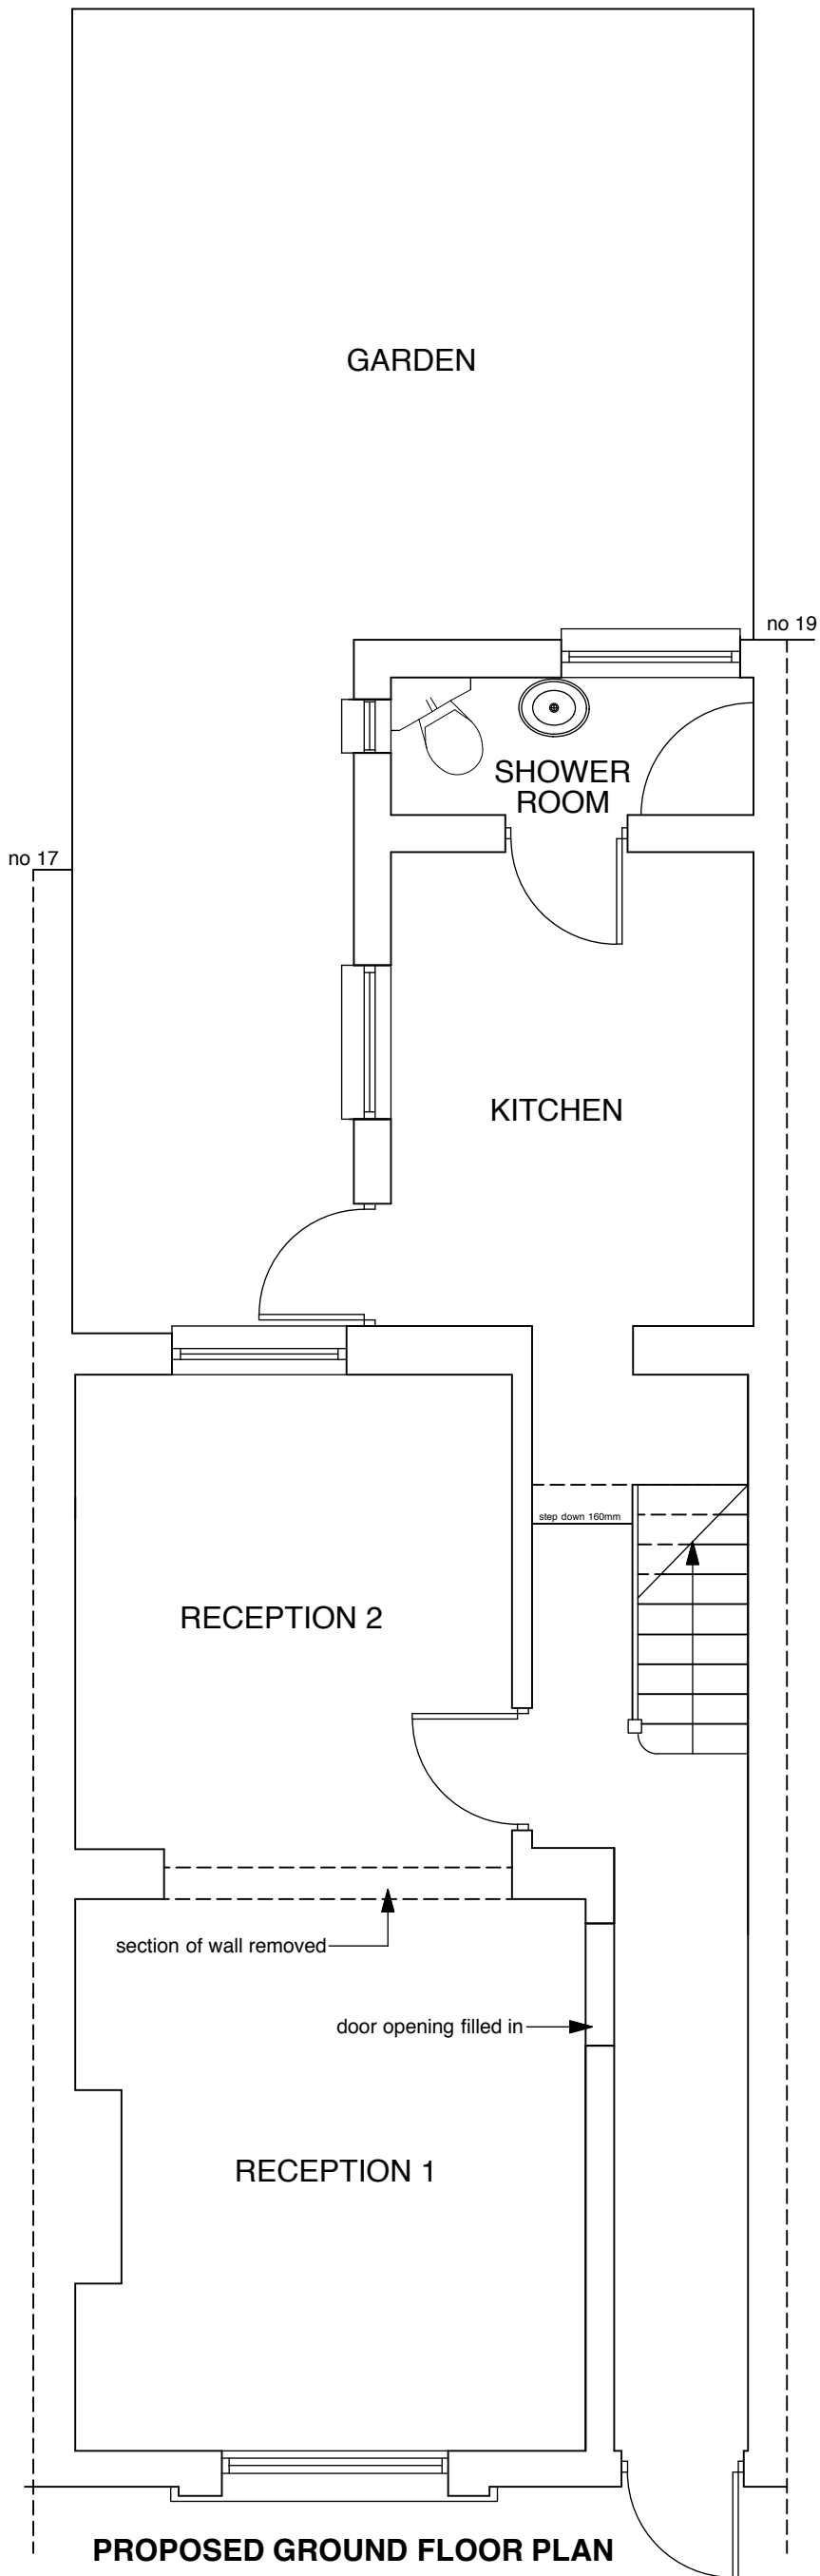 GARDEN
no 19
SHOWER
ROOM
no 17
KITCHEN
step down 160mm
RECEPTION 2
section of wall removed
door opening filled in
RECEPTION 1
PROPOSED GROUND FLOOR PLAN